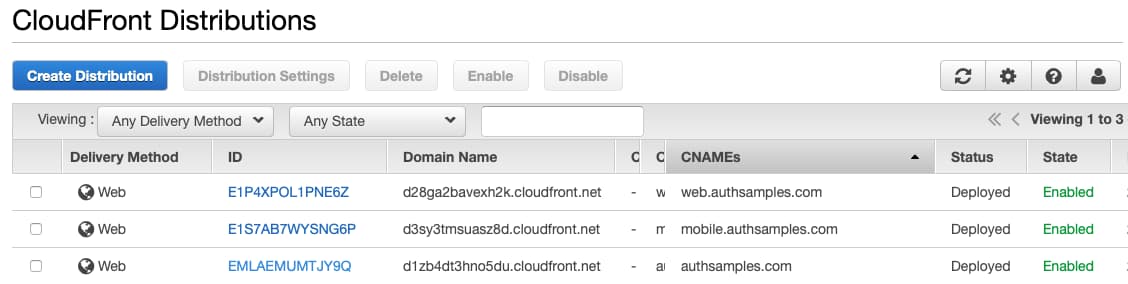 CloudFront Distributions
Create Distribution Distribution Settings Delete Enable Disable
Viewing : Any Delivery Method Any State Viewing 1 to 3
Delivery Method ID Domain Name CNAMEs Status State
Web E1P4XPOL1PNE6Z d28ga2bavexh2k.cloudfront.net - w web.authsamples.com Deployed Enabled
Web E1S7AB7WYSNG6P d3sy3tmsuasz8d.cloudfront.net - m mobile.authsamples.com Deployed Enabled
Web EMLAEMUMTJY9Q d1zb4dt3hno5du.cloudfront.net - au authsamples.com Deployed Enabled